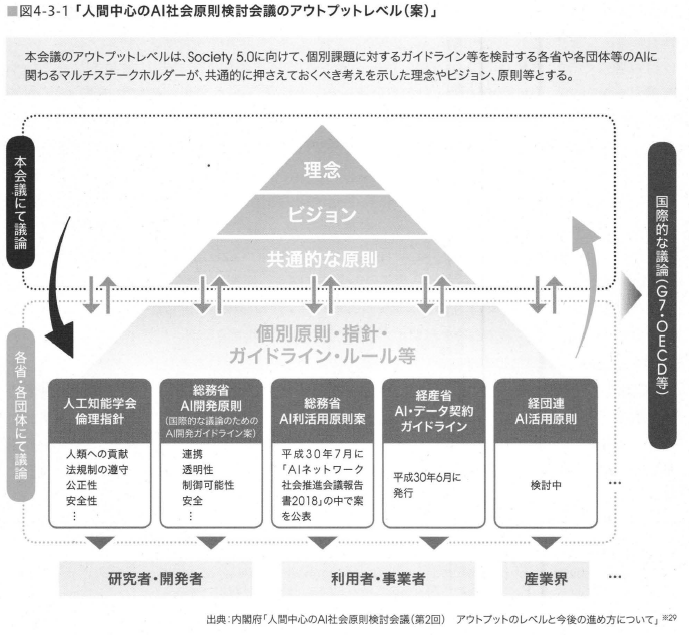 ■図4-3-1 「人間中心のAI社会原則検討会議のアウトプットレベル（案）」
本会議のアウトプットレベルは、Society 5.0に向けて、個別課題に対するガイドライン等を検討する各省や各団体等のAIに
関わるマルチステークホルダーが、共通的に押さえておくべき考えを示した理念やビジョン、原則等とする。
本会議にて議論
理念
ビジョン
共通的な原則
国際的な議論（G7・OECD等）
各省・各団体にて議論
個別原則・指針・
ガイドライン・ルール等
人工知能学会
倫理指針
人類への貢献
法規制の遵守
公正性
安全性
⋮
総務省
AI開発原則
（国際的な議論のための
AI開発ガイドライン案）
連携
透明性
制御可能性
安全
⋮
総務省
AI利活用原則案
平成30年7月に
「AIネットワーク
社会推進会議報告
書2018」の中で案
を公表
経産省
AI・データ契約
ガイドライン
平成30年6月に
発行
経団連
AI活用原則
検討中
…
研究者・開発者
利用者・事業者
産業界
…
出典：内閣府「人間中心のAI社会原則検討会議（第2回）　アウトプットのレベルと今後の進め方について」※29